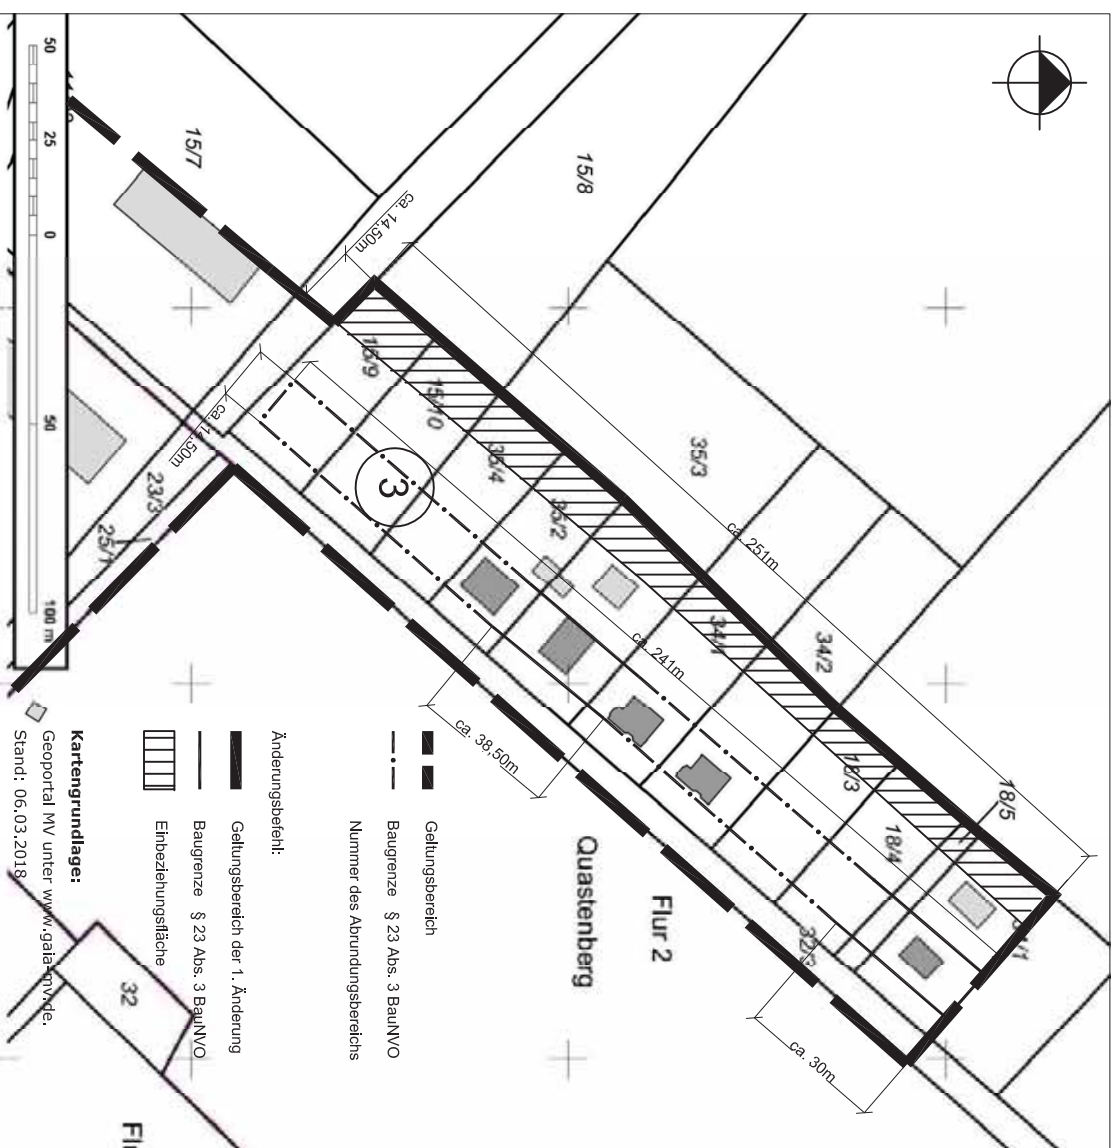 15/7
15/8
ca. 14,50m
35/3
ca. 251m
34/2
18/5
16/9
15/10
35/4
35/2
34/1
18/3
18/4
3
ca. 241m
ca. 14,50m
23/3
25/1
ca. 38,50m
ca. 30m
Flur 2
Quastenberg
32
50 25 0 50 100 m
Geltungsbereich
Baugrenze § 23 Abs. 3 BauNVO
Nummer des Abrundungsbereichs
Änderungsbefehl:
Geltungsbereich der 1. Änderung
Baugrenze § 23 Abs. 3 BauNVO
Einbeziehungsfläche
Kartengrundlage:
Geoportal MV unter www.gaia-mv.de.
Stand: 06.03.2018